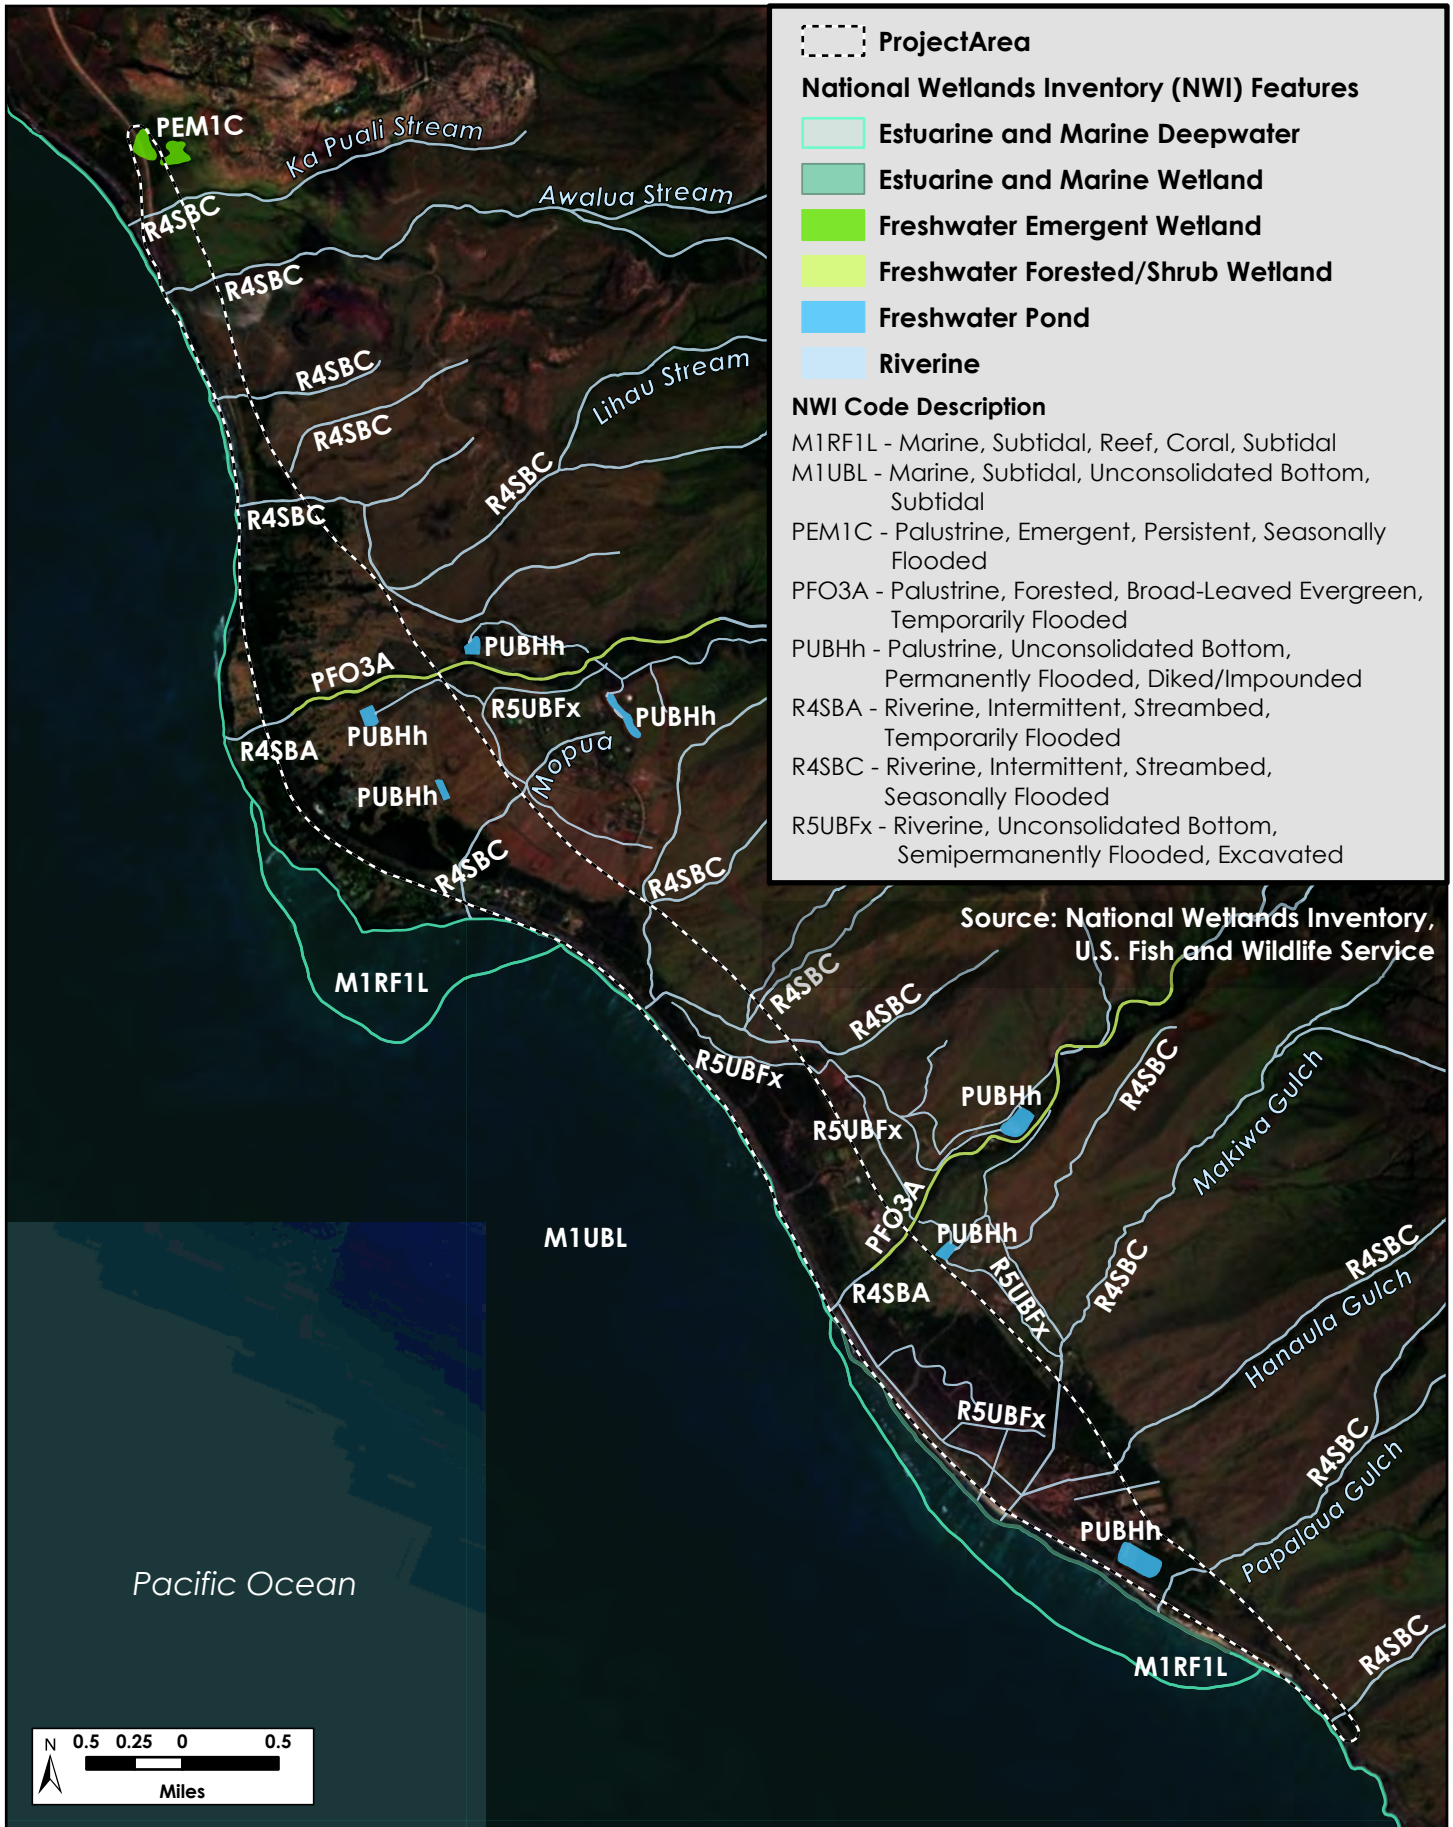 ProjectArea
National Wetlands Inventory (NWI) Features
Estuarine and Marine Deepwater
Estuarine and Marine Wetland
Freshwater Emergent Wetland
Freshwater Forested/Shrub Wetland
Freshwater Pond
Riverine
NWI Code Description
M1RF1L - Marine, Subtidal, Reef, Coral, Subtidal
M1UBL - Marine, Subtidal, Unconsolidated Bottom,
Subtidal
PEM1C - Palustrine, Emergent, Persistent, Seasonally
Flooded
PFO3A - Palustrine, Forested, Broad-Leaved Evergreen,
Temporarily Flooded
PUBHh - Palustrine, Unconsolidated Bottom,
Permanently Flooded, Diked/Impounded
R4SBA - Riverine, Intermittent, Streambed,
Temporarily Flooded
R4SBC - Riverine, Intermittent, Streambed,
Seasonally Flooded
R5UBFx - Riverine, Unconsolidated Bottom,
Semipermanently Flooded, Excavated
Source: National Wetlands Inventory,
U.S. Fish and Wildlife Service
PEM1C
Ka Puali Stream
Awalua Stream
R4SBC
R4SBC
R4SBC
Lihau Stream
R4SBC
R4SBC
R4SBC
PUBHh
PFO3A
R5UBFx
PUBHh
PUBHh
R4SBA
Mopua
PUBHh
R4SBC
R4SBC
M1RF1L
R4SBC
R4SBC
R5UBFx
R4SBC
PUBHh
R5UBFx
Makiwa Gulch
PFO3A
M1UBL
PUBHh
R4SBC
R4SBC
R4SBA
R5UBFx
Hanaula Gulch
R5UBFx
R4SBC
Papalaua Gulch
PUBHh
Pacific Ocean
R4SBC
M1RF1L
N
0.5 0.25 0 0.5
Miles